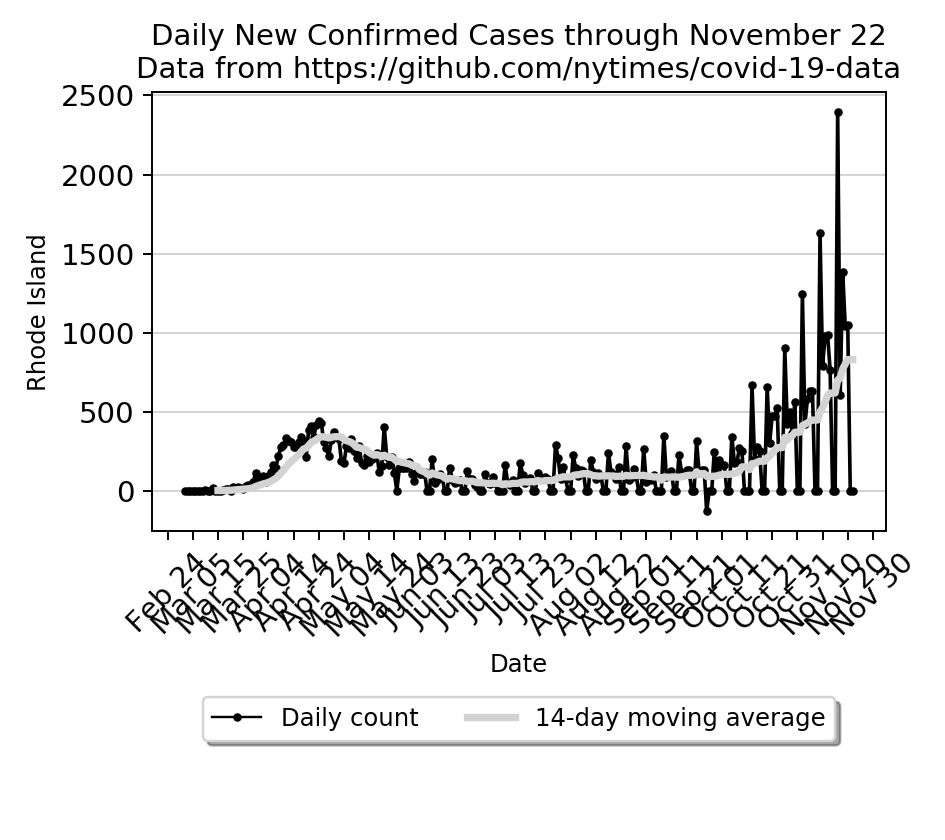 Daily New Confirmed Cases through November 22
Data from https://github.com/nytimes/covid-19-data
2500
2000
1500
1000
500
0
Rhode Island
Feb 24
Mar 05
Mar 15
Mar 25
Apr 04
Apr 14
Apr 24
May 04
May 14
May 24
Jun 03
Jun 13
Jun 23
Jul 03
Jul 13
Jul 23
Aug 02
Aug 12
Aug 22
Sep 01
Sep 11
Sep 21
Oct 01
Oct 11
Oct 21
Oct 31
Nov 10
Nov 20
Nov 30
Date
Daily count
14-day moving average